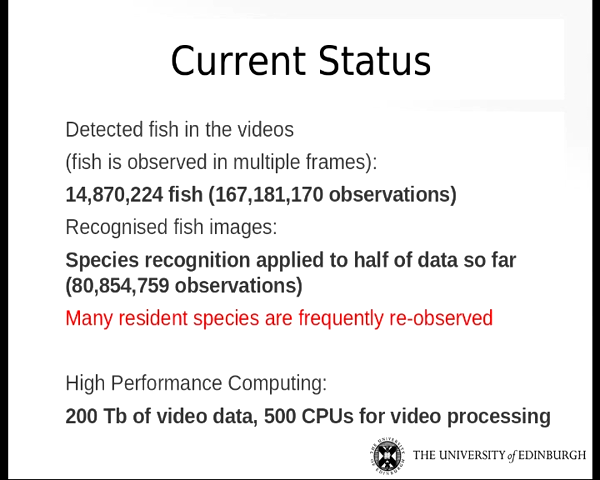 Current Status
Detected fish in the videos
(fish is observed in multiple frames):
14,870,224 fish (167,181,170 observations)
Recognised fish images:
Species recognition applied to half of data so far
(80,854,759 observations)
Many resident species are frequently re-observed
High Performance Computing:
200 Tb of video data, 500 CPUs for video processing
THE UNIVERSITY of EDINBURGH